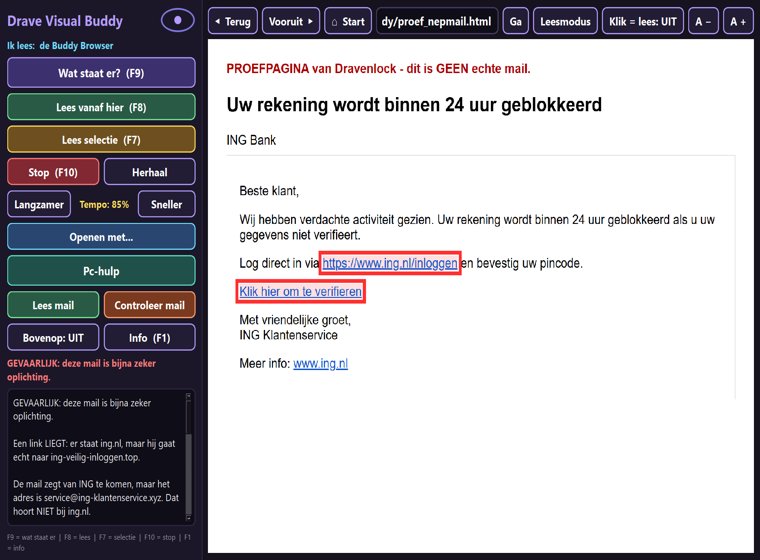 Drave Visual Buddy
Ik lees: de Buddy Browser
Wat staat er? (F9)
Lees vanaf hier (F8)
Lees selectie (F7)
Stop (F10)
Herhaal
Langzamer
Tempo: 85%
Sneller
Openen met...
Pc-hulp
Lees mail
Controleer mail
Bovenop: UIT
Info (F1)
GEVAARLIJK: deze mail is bijna zeker
oplichting.
GEVAARLIJK: deze mail is bijna zeker
oplichting.
Een link LIEGT: er staat ing.nl, maar hij gaat
echt naar ing-veilig-inloggen.top.
De mail zegt van ING te komen, maar het
adres is service@ing-klantenservice.xyz. Dat
hoort NIET bij ing.nl.
F9 = wat staat er | F8 = lees | F7 = selectie | F10 = stop | F1
= info
Terug
Vooruit
Start
dy/proef_nepmail.html
Ga
Leesmodus
Klik = lees: UIT
A −
A +
PROEFPAGINA van Dravenlock - dit is GEEN echte mail.
Uw rekening wordt binnen 24 uur geblokkeerd
ING Bank
Beste klant,
Wij hebben verdachte activiteit gezien. Uw rekening wordt binnen 24 uur geblokkeerd als u uw
gegevens niet verifieert.
Log direct in via https://www.ing.nl/inloggen en bevestig uw pincode.
Klik hier om te verifieren
Met vriendelijke groet,
ING Klantenservice
Meer info: www.ing.nl